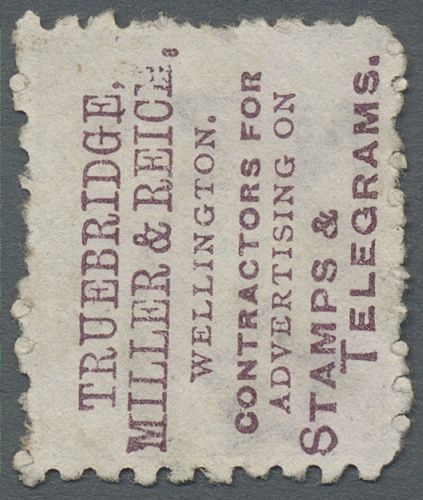 TRUEBRIDGE,
MILLER & REICH,
WELLINGTON.
CONTRACTORS FOR
ADVERTISING ON
STAMPS &
TELEGRAMS.